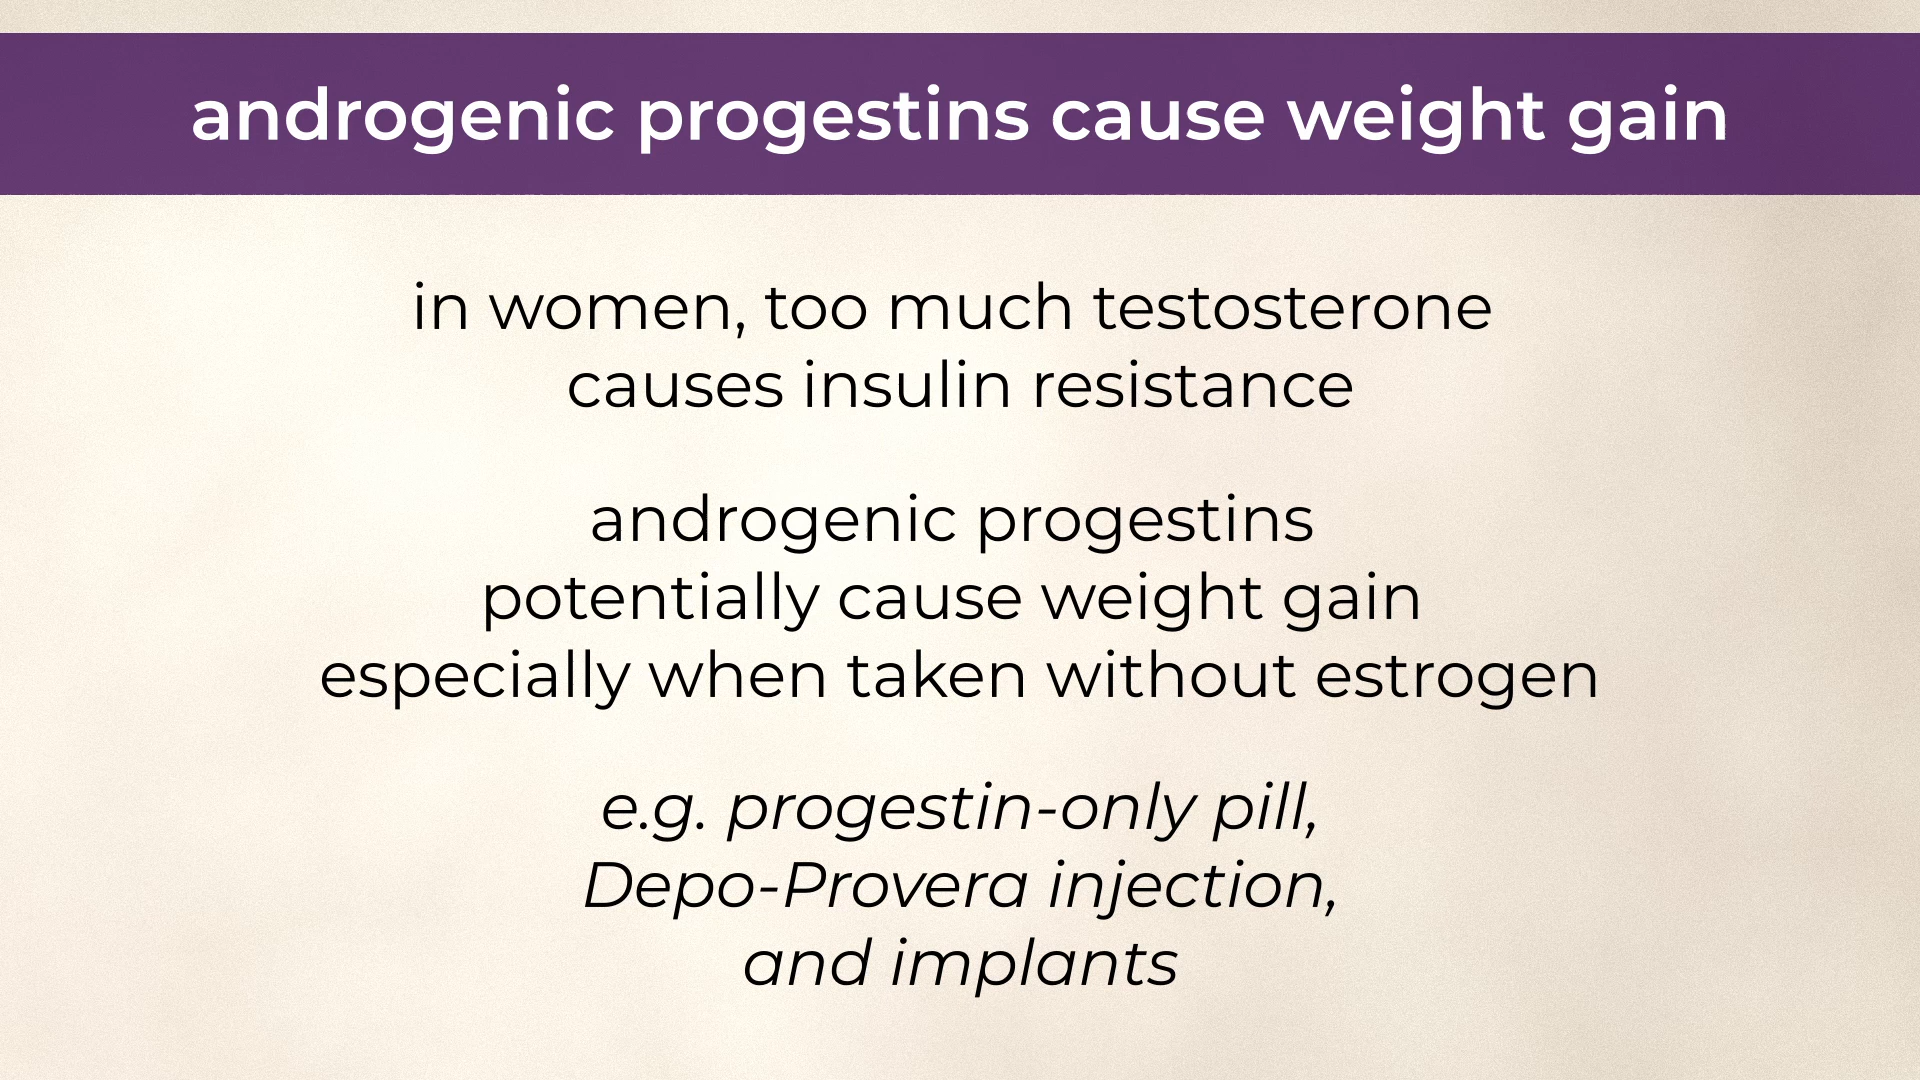 androgenic progestins cause weight gain
in women, too much testosterone
causes insulin resistance
androgenic progestins
potentially cause weight gain
especially when taken without estrogen
e.g. progestin-only pill,
Depo-Provera injection,
and implants